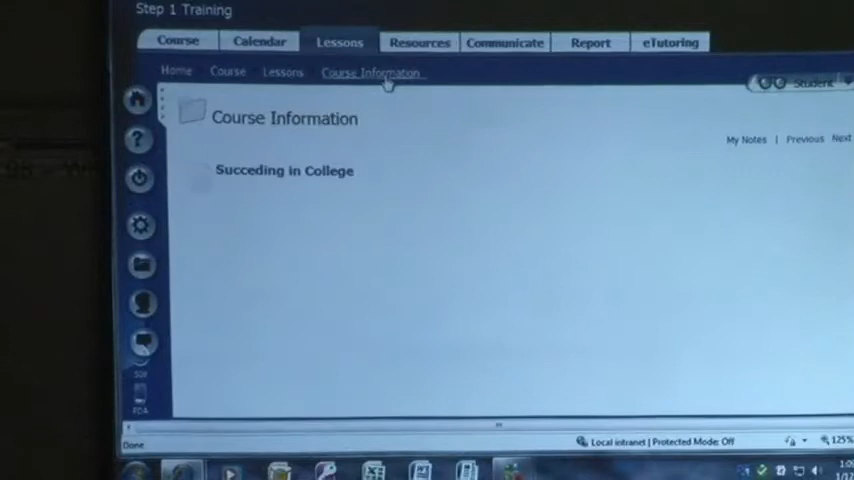 Step 1 Training
Course Calendar Lessons Resources Communicate Report eTutoring
Home Course Lessons Course Information
Student
Course Information
My Notes | Previous Next
Succeding in College
PDA
Done
Local intranet | Protected Mode: Off
125%